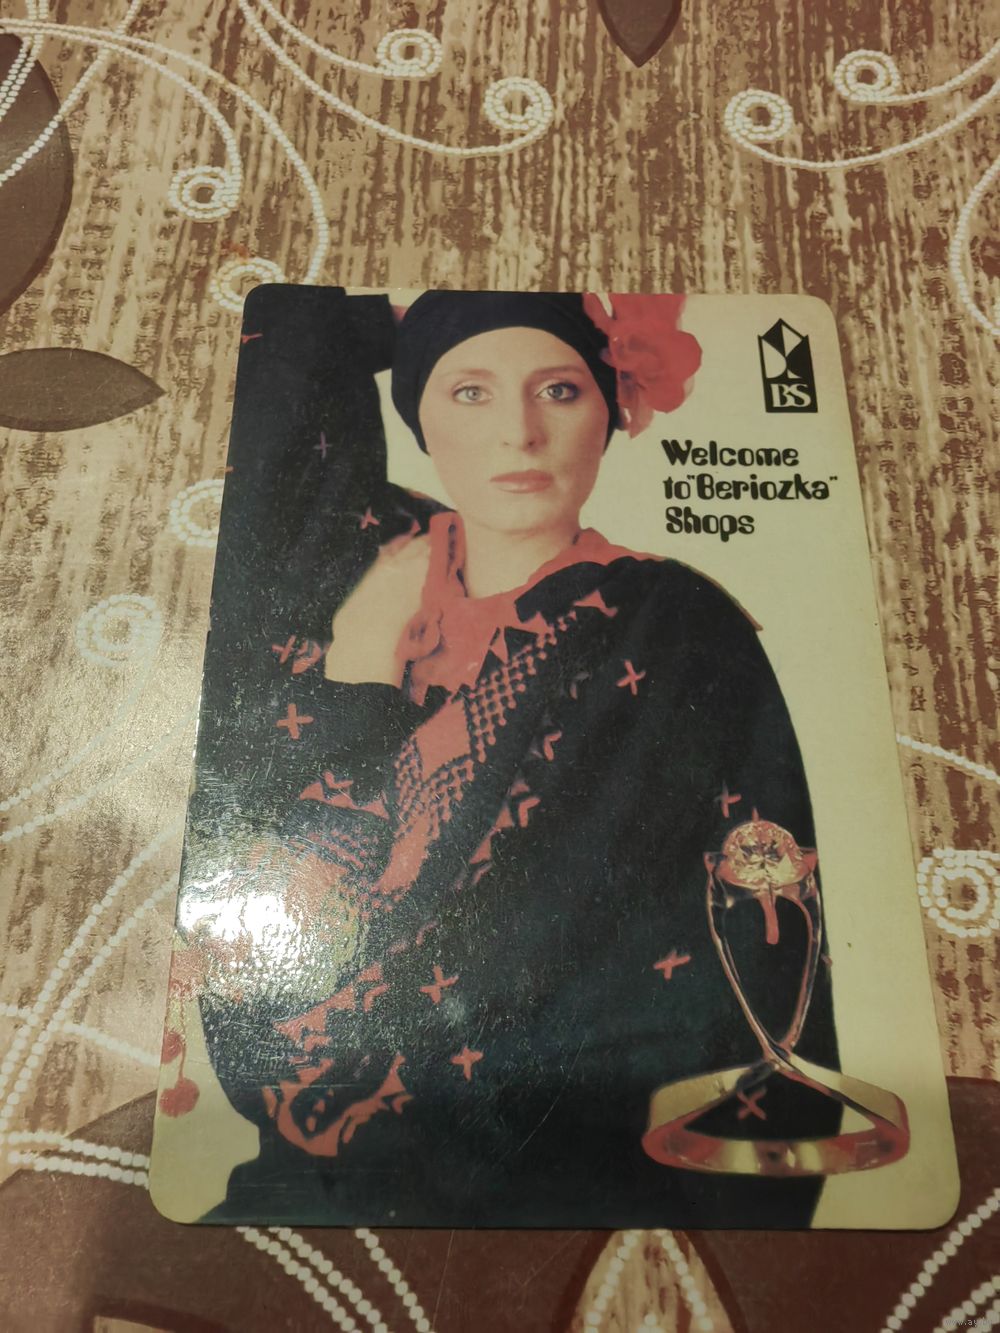 BS
Welcome
to "Beriozka"
Shops